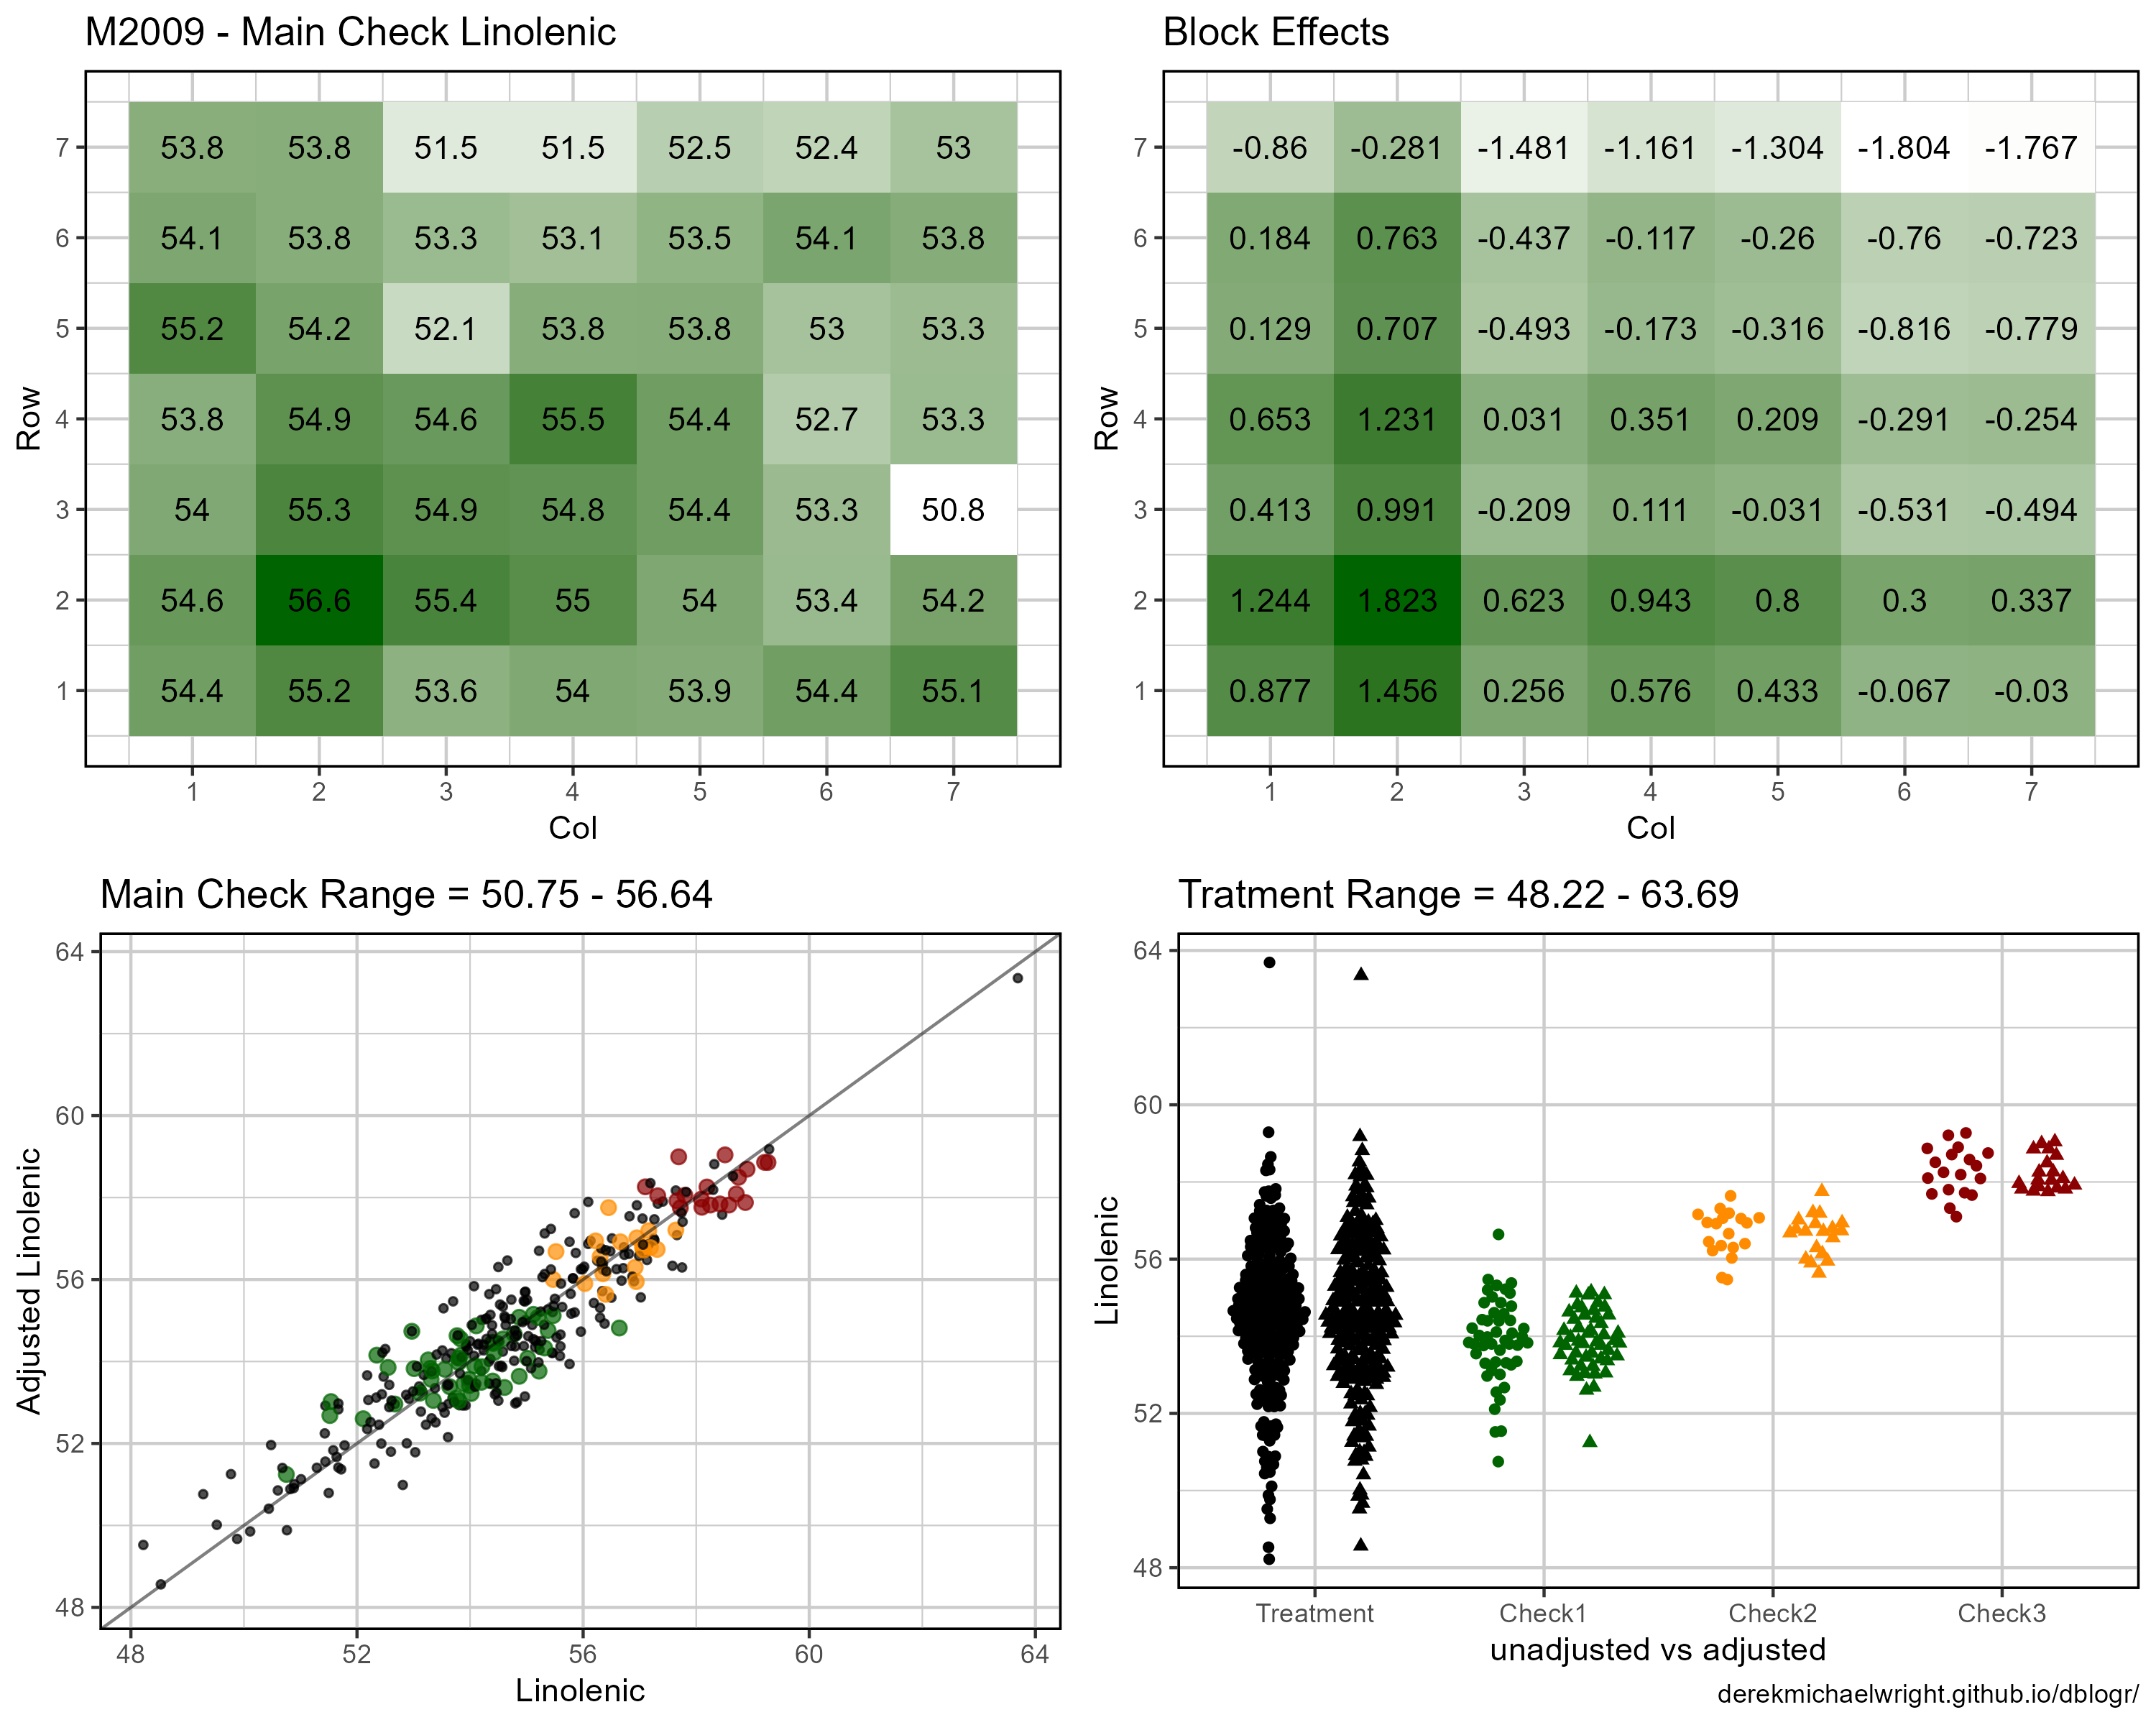 M2009 - Main Check Linolenic
7 53.8 53.8 51.5 51.5 52.5 52.4 53
6 54.1 53.8 53.3 53.1 53.5 54.1 53.8
5 55.2 54.2 52.1 53.8 53.8 53 53.3
4 53.8 54.9 54.6 55.5 54.4 52.7 53.3
3 54 55.3 54.9 54.8 54.4 53.3 50.8
2 54.6 56.6 55.4 55 54 53.4 54.2
1 54.4 55.2 53.6 54 53.9 54.4 55.1
Row
1 2 3 4 5 6 7
Col
Block Effects
7 -0.86 -0.281 -1.481 -1.161 -1.304 -1.804 -1.767
6 0.184 0.763 -0.437 -0.117 -0.26 -0.76 -0.723
5 0.129 0.707 -0.493 -0.173 -0.316 -0.816 -0.779
4 0.653 1.231 0.031 0.351 0.209 -0.291 -0.254
3 0.413 0.991 -0.209 0.111 -0.031 -0.531 -0.494
2 1.244 1.823 0.623 0.943 0.8 0.3 0.337
1 0.877 1.456 0.256 0.576 0.433 -0.067 -0.03
Row
1 2 3 4 5 6 7
Col
Main Check Range = 50.75 - 56.64
64
60
56
52
48
Adjusted Linolenic
48 52 56 60 64
Linolenic
Tratment Range = 48.22 - 63.69
64
60
56
52
48
Linolenic
Treatment Check1 Check2 Check3
unadjusted vs adjusted
derekmichaelwright.github.io/dblogr/